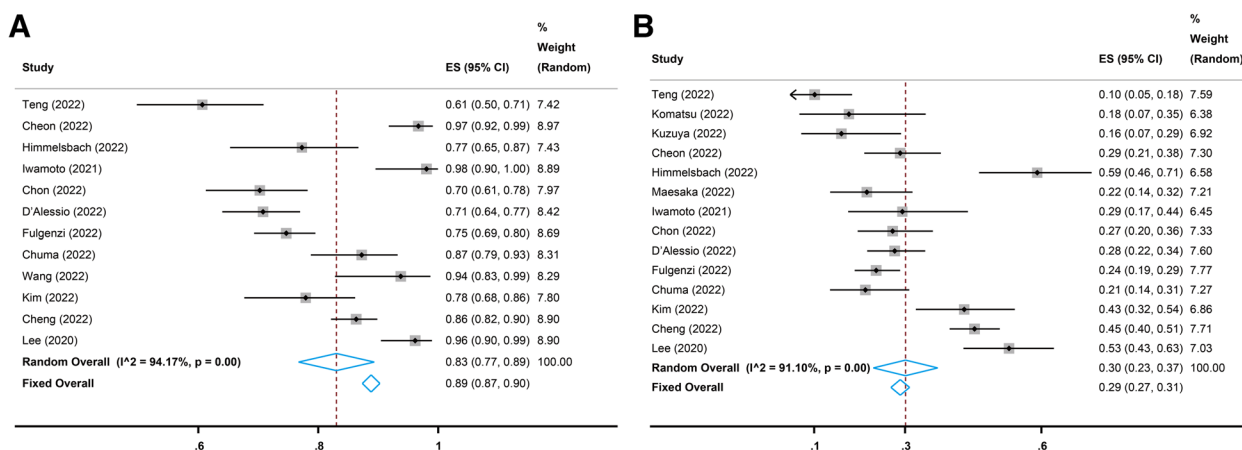 A
%
Weight
Study ES (95% CI) (Random)
Teng (2022) 0.61 (0.50, 0.71) 7.42
Cheon (2022) 0.97 (0.92, 0.99) 8.97
Himmelsbach (2022) 0.77 (0.65, 0.87) 7.43
Iwamoto (2021) 0.98 (0.90, 1.00) 8.89
Chon (2022) 0.70 (0.61, 0.78) 7.97
D'Alessio (2022) 0.71 (0.64, 0.77) 8.42
Fulgenzi (2022) 0.75 (0.69, 0.80) 8.69
Chuma (2022) 0.87 (0.79, 0.93) 8.31
Wang (2022) 0.94 (0.83, 0.99) 8.29
Kim (2022) 0.78 (0.68, 0.86) 7.80
Cheng (2022) 0.86 (0.82, 0.90) 8.90
Lee (2020) 0.96 (0.90, 0.99) 8.90
Random Overall (I^2 = 94.17%, p = 0.00) 0.83 (0.77, 0.89) 100.00
Fixed Overall 0.89 (0.87, 0.90)
.6 .8 1
B
%
Weight
Study ES (95% CI) (Random)
Teng (2022) 0.10 (0.05, 0.18) 7.59
Komatsu (2022) 0.18 (0.07, 0.35) 6.38
Kuzuya (2022) 0.16 (0.07, 0.29) 6.92
Cheon (2022) 0.29 (0.21, 0.38) 7.30
Himmelsbach (2022) 0.59 (0.46, 0.71) 6.58
Maesaka (2022) 0.22 (0.14, 0.32) 7.21
Iwamoto (2021) 0.29 (0.17, 0.44) 6.45
Chon (2022) 0.27 (0.20, 0.36) 7.33
D'Alessio (2022) 0.28 (0.22, 0.34) 7.60
Fulgenzi (2022) 0.24 (0.19, 0.29) 7.77
Chuma (2022) 0.21 (0.14, 0.31) 7.27
Kim (2022) 0.43 (0.32, 0.54) 6.86
Cheng (2022) 0.45 (0.40, 0.51) 7.71
Lee (2020) 0.53 (0.43, 0.63) 7.03
Random Overall (I^2 = 91.10%, p = 0.00) 0.30 (0.23, 0.37) 100.00
Fixed Overall 0.29 (0.27, 0.31)
.1 .3 .6